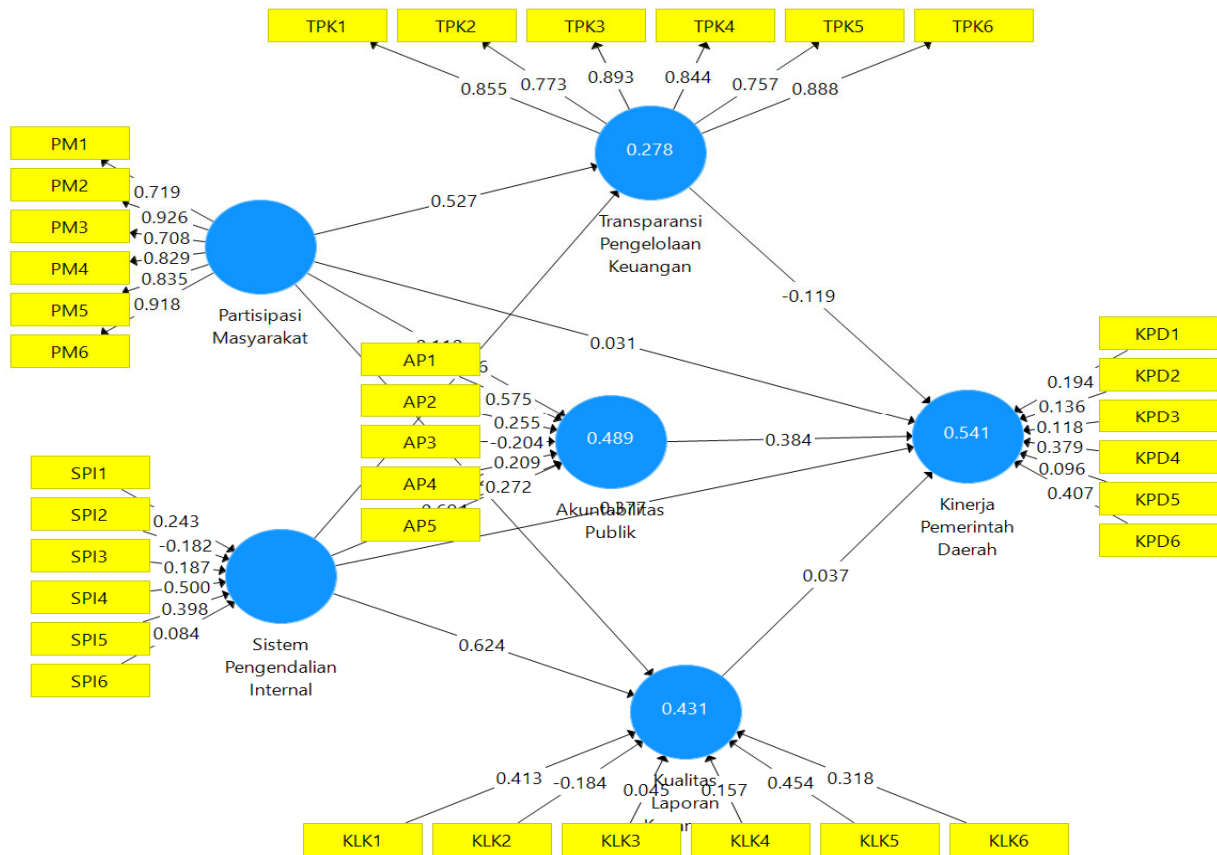 TPK1
TPK2
TPK3
TPK4
TPK5
TPK6
0.855
0.773
0.893
0.844
0.757
0.888
0.278
Transparansi
Pengelolaan
Keuangan
PM1
PM2
PM3
PM4
PM5
PM6
0.719
0.926
0.708
0.829
0.835
0.918
Partisipasi
Masyarakat
0.527
-0.119
0.031
AP1
AP2
AP3
AP4
AP5
0.575
0.255
-0.204
0.209
0.272
0.489
Akuntabilitas
Publik
0.384
0.377
KPD1
KPD2
KPD3
KPD4
KPD5
KPD6
0.194
0.136
0.118
0.379
0.096
0.407
0.541
Kinerja
Pemerintah
Daerah
SPI1
SPI2
SPI3
SPI4
SPI5
SPI6
0.243
-0.182
0.187
0.500
0.398
0.084
Sistem
Pengendalian
Internal
0.624
0.037
0.431
Kualitas
Laporan
0.413
-0.184
0.045
0.157
0.454
0.318
KLK1
KLK2
KLK3
KLK4
KLK5
KLK6